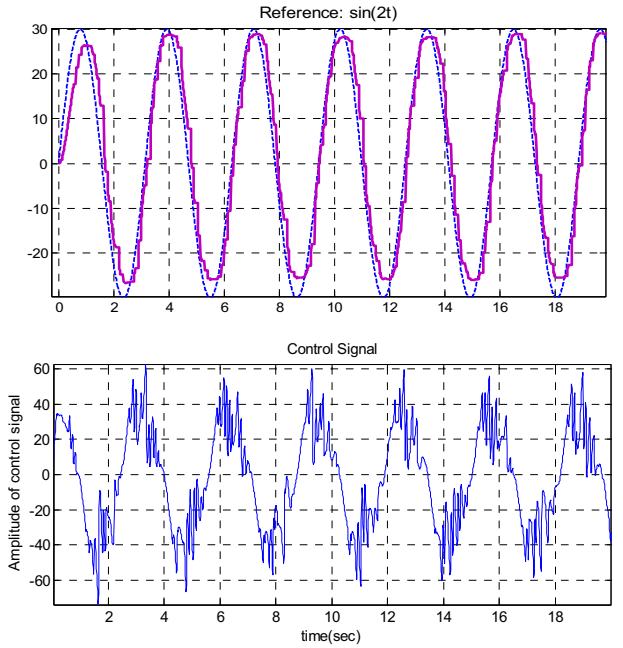 Reference: sin(2t)
30
20
10
0
-10
-20
0 2 4 6 8 10 12 14 16 18
Control Signal
Amplitude of control signal
60
40
20
0
-20
-40
-60
2 4 6 8 10 12 14 16 18
time(sec)